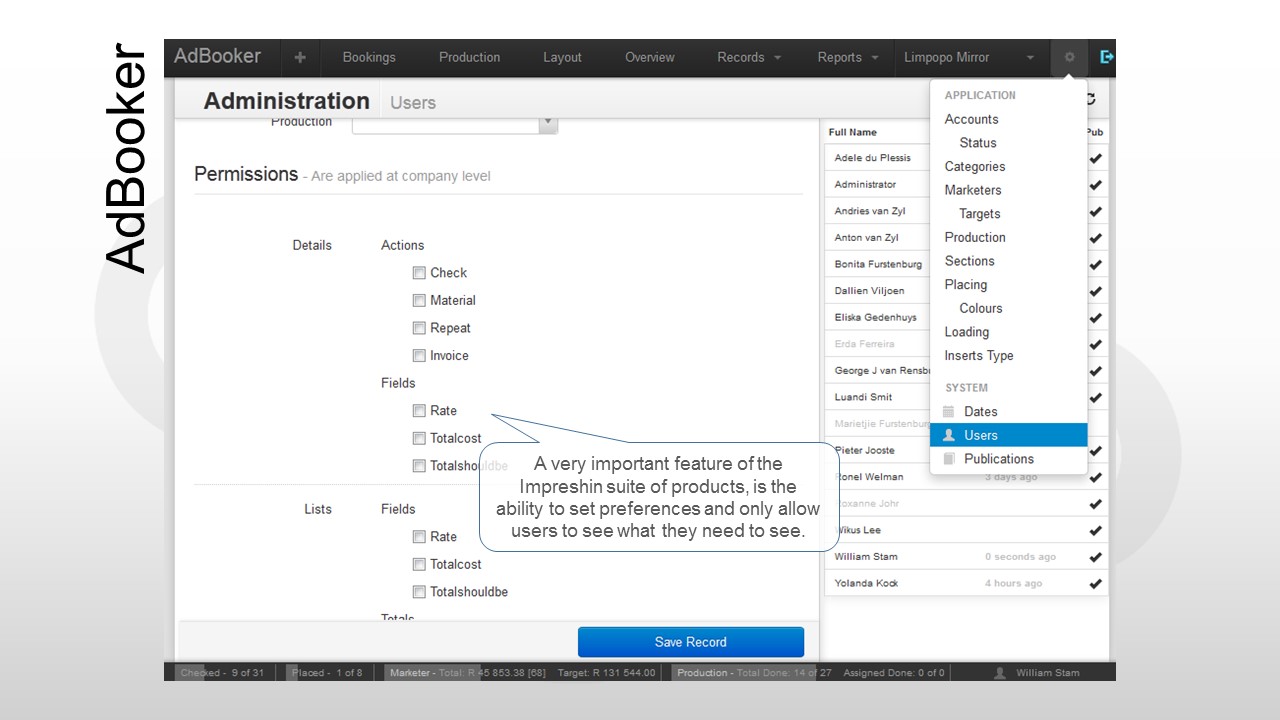 AdBooker
AdBooker + Bookings Production Layout Overview Records Reports Limpopo Mirror
Administration Users
Production
Permissions - Are applied at company level
Details Actions
Check
Material
Repeat
Invoice
Fields
Rate
Totalcost
Totalshouldbe
Lists Fields
Rate
Totalcost
Totalshouldbe
Totals
Save Record
A very important feature of the
Impreshin suite of products, is the
ability to set preferences and only allow
users to see what they need to see.
Full Name Pub
Adele du Plessis
Administrator
Andries van Zyl
Anton van Zyl
Bonita Furstenburg
Dallien Viljoen
Eliska Gedenhuys
Erda Ferreira
George J van Rensbu
Luandi Smit
Marietjie Furstenburg
Pieter Jooste
Ronel Welman 3 days ago
Roxanne Johr
Wikus Lee
William Stam 0 seconds ago
Yolanda Kock 4 hours ago
APPLICATION
Accounts
Status
Categories
Marketers
Targets
Production
Sections
Placing
Colours
Loading
Inserts Type
SYSTEM
Dates
Users
Publications
Checked - 9 of 31 Placed - 1 of 8 Marketer - Total: R 45 853.38 [68] Target: R 131 544.00 Production - Total Done: 14 of 27 Assigned Done: 0 of 0 William Stam